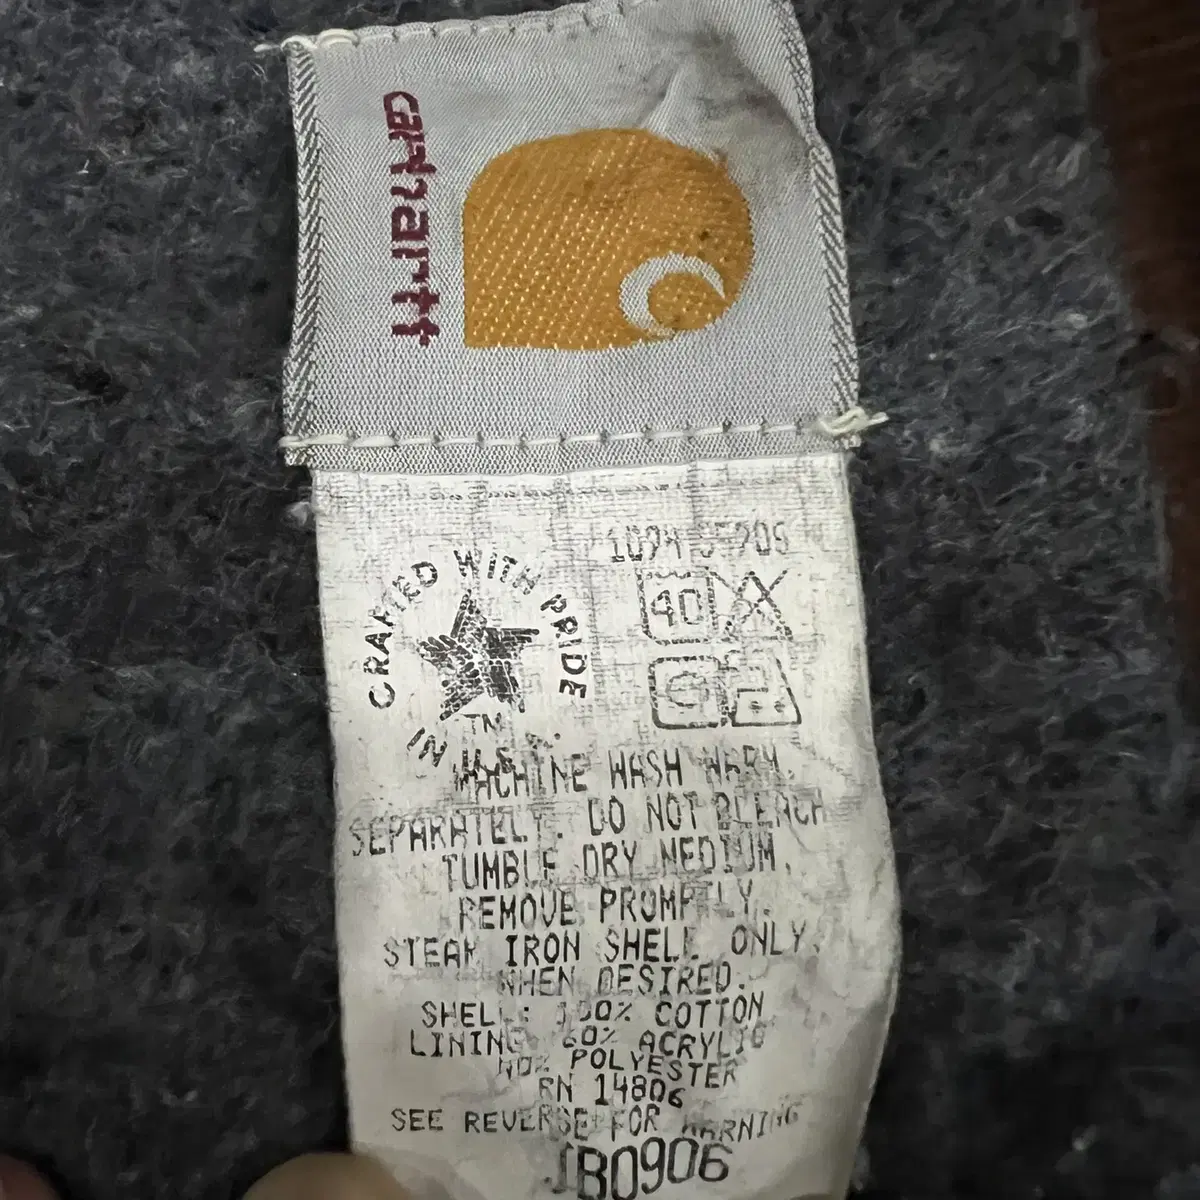 carhartt
CRAFTED WITH PRIDE
IN U.S.A.
TM
40
MACHINE WASH WARM.
SEPARATELY. DO NOT BLEACH
TUMBLE DRY MEDIUM.
REMOVE PROMPTLY.
STEAM IRON SHELL ONLY.
WHEN DESIRED.
SHELL: 100% COTTON
LINING: 60% ACRYLIC
40% POLYESTER
RN 14806
SEE REVERSE FOR WARNING
JB0906